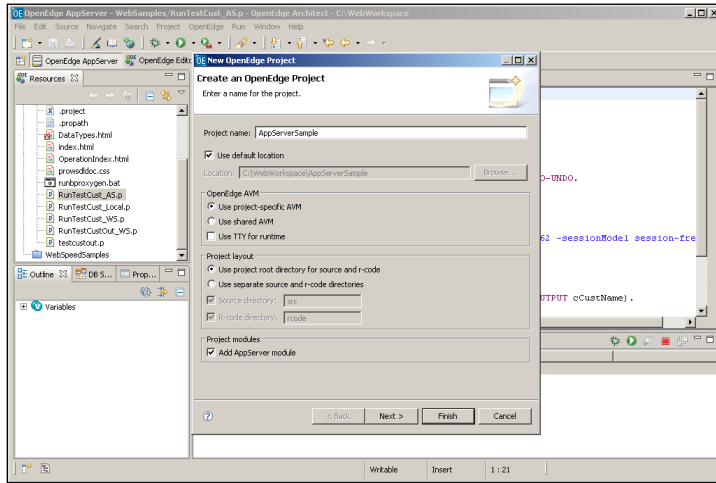 OpenEdge AppServer - WebSamples/RunTestCust_AS.p - OpenEdge Architect - C:\WebWorkspace
File Edit Source Navigate Search Project OpenEdge Run Window Help
OpenEdge AppServer OpenEdge Edito
Resources
.project
.propath
DataTypes.html
index.html
OperationIndex.html
prowsdldoc.css
runbproxygen.bat
RunTestCust_AS.p
RunTestCust_Local.p
RunTestCust_WS.p
RunTestCustOut_WS.p
testcustout.p
WebSpeedSamples
Outline DB S... Prop...
Variables
New OpenEdge Project
Create an OpenEdge Project
Enter a name for the project.
Project name: AppServerSample
Use default location
Location: C:\WebWorkspace\AppServerSample Browse...
OpenEdge AVM
Use project-specific AVM
Use shared AVM
Use TTY for runtime
Project layout
Use project root directory for source and r-code
Use separate source and r-code directories
Source directory: src
R-code directory: rcode
Project modules
Add AppServer module
< Back Next > Finish Cancel
O-UNDO.
62 -sessionModel session-fre
UTPUT cCustName).
Writable Insert 1 : 21